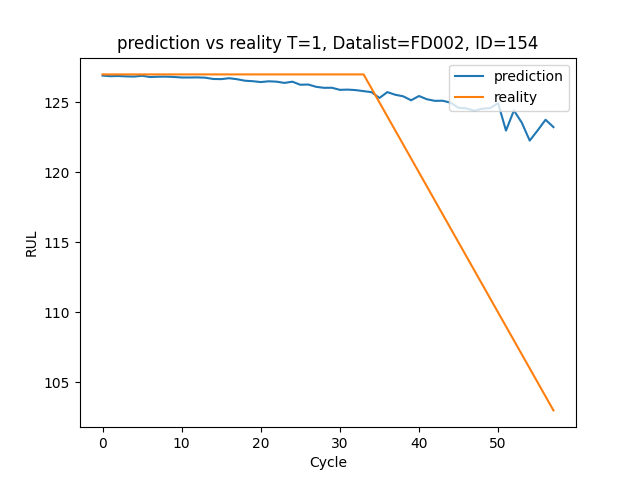 prediction vs reality T=1, Datalist=FD002, ID=154
prediction
reality
RUL
125
120
115
110
105
0 10 20 30 40 50
Cycle